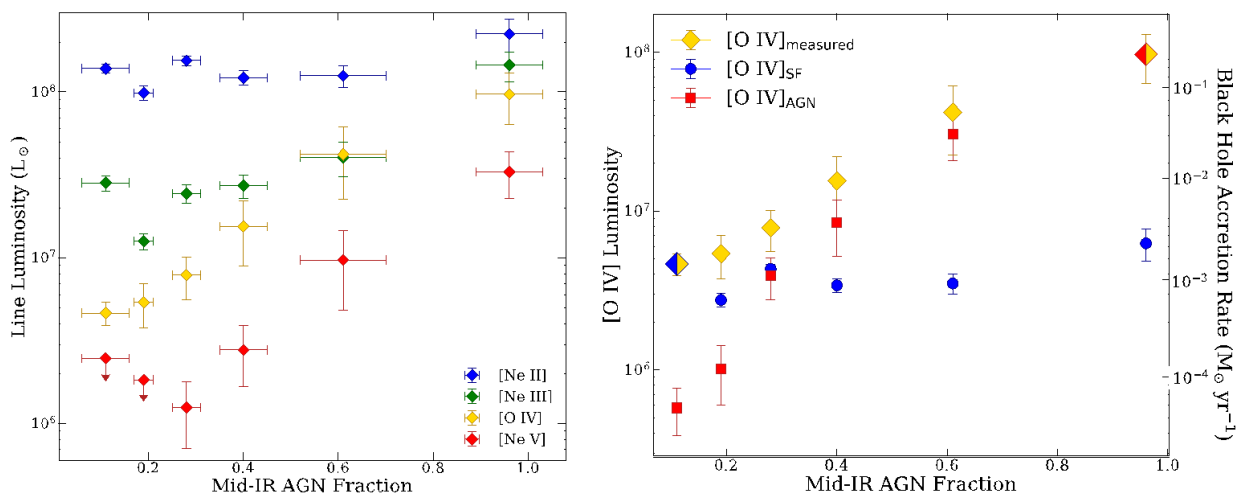 10⁸
10⁷
10⁶
Line Luminosity (L⊙)
[Ne II]
[Ne III]
[O IV]
[Ne V]
0.2 0.4 0.6 0.8 1.0
Mid-IR AGN Fraction
[O IV]measured
[O IV]SF
[O IV]AGN
10⁸
10⁷
10⁶
[O IV] Luminosity
10⁻¹
10⁻²
10⁻³
10⁻⁴
Black Hole Accretion Rate (M⊙ yr⁻¹)
0.2 0.4 0.6 0.8 1.0
Mid-IR AGN Fraction